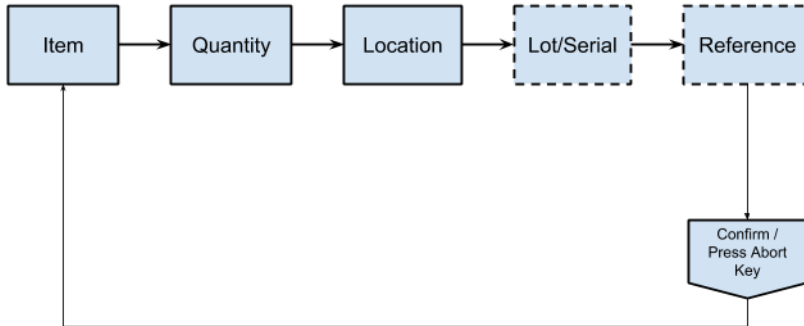 Item
Quantity
Location
Lot/Serial
Reference
Confirm /
Press Abort
Key